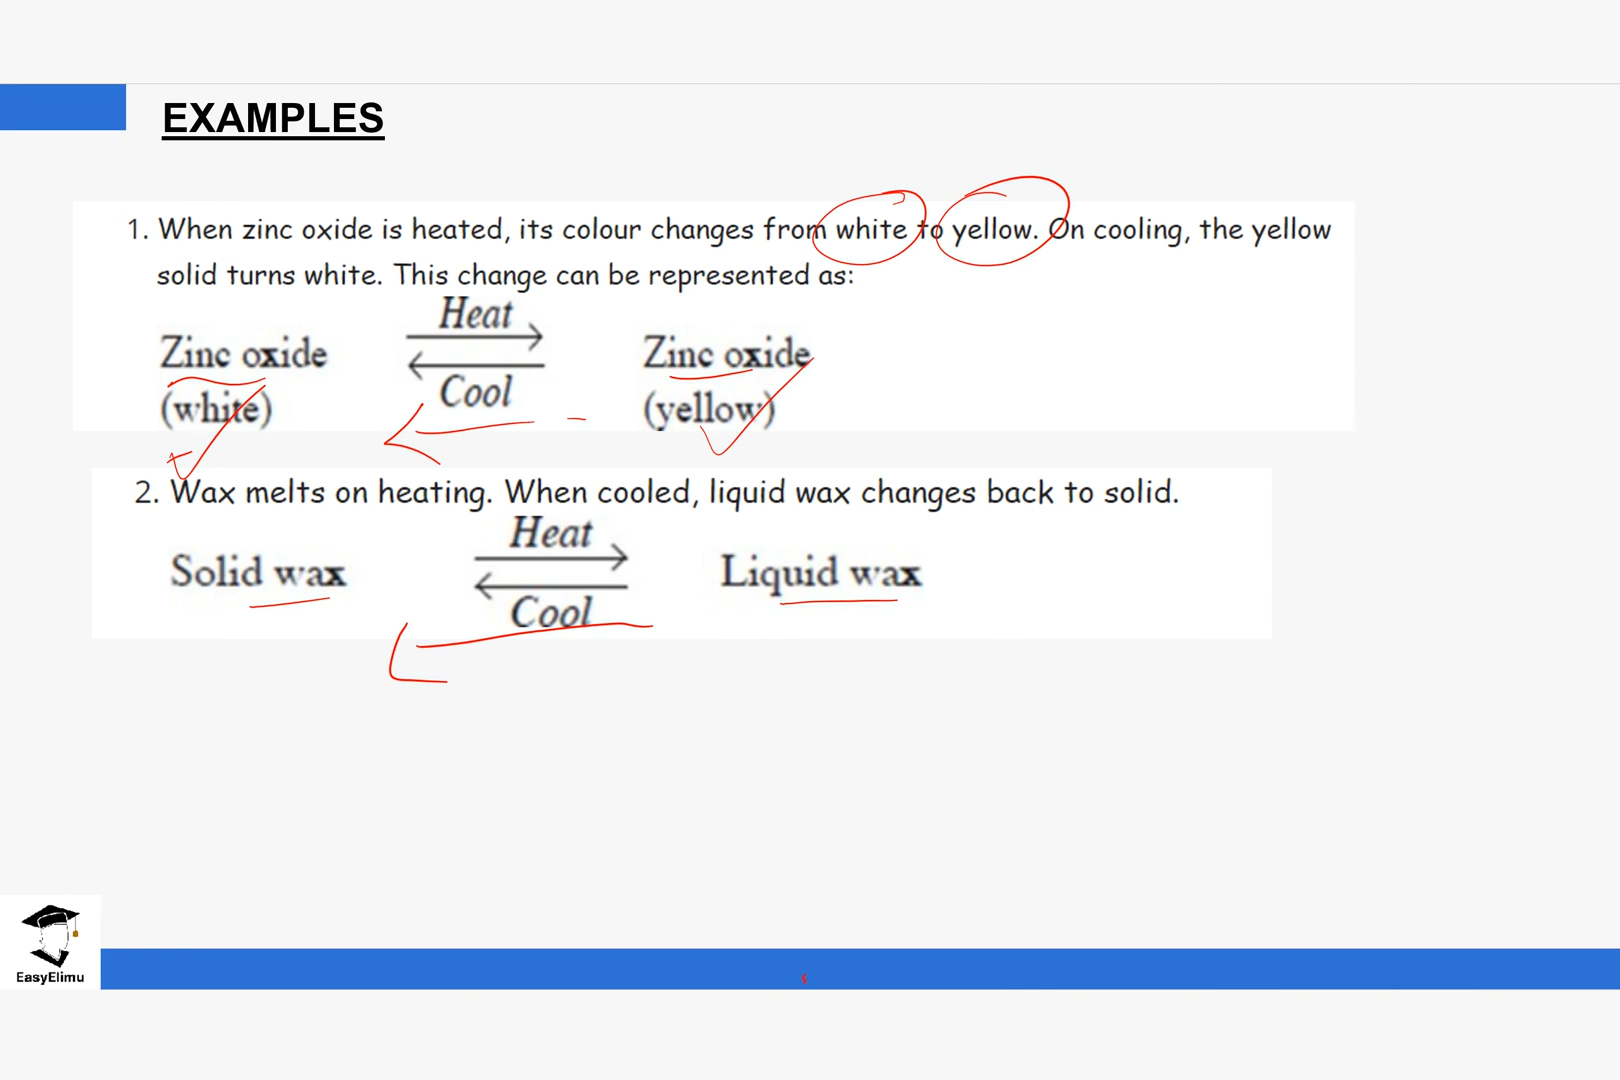 EXAMPLES
1. When zinc oxide is heated, its colour changes from white to yellow. On cooling, the yellow
solid turns white. This change can be represented as:
Heat
Zinc oxide Zinc oxide
Cool
(white) (yellow)
2. Wax melts on heating. When cooled, liquid wax changes back to solid.
Heat
Solid wax Liquid wax
Cool
EasyElimu